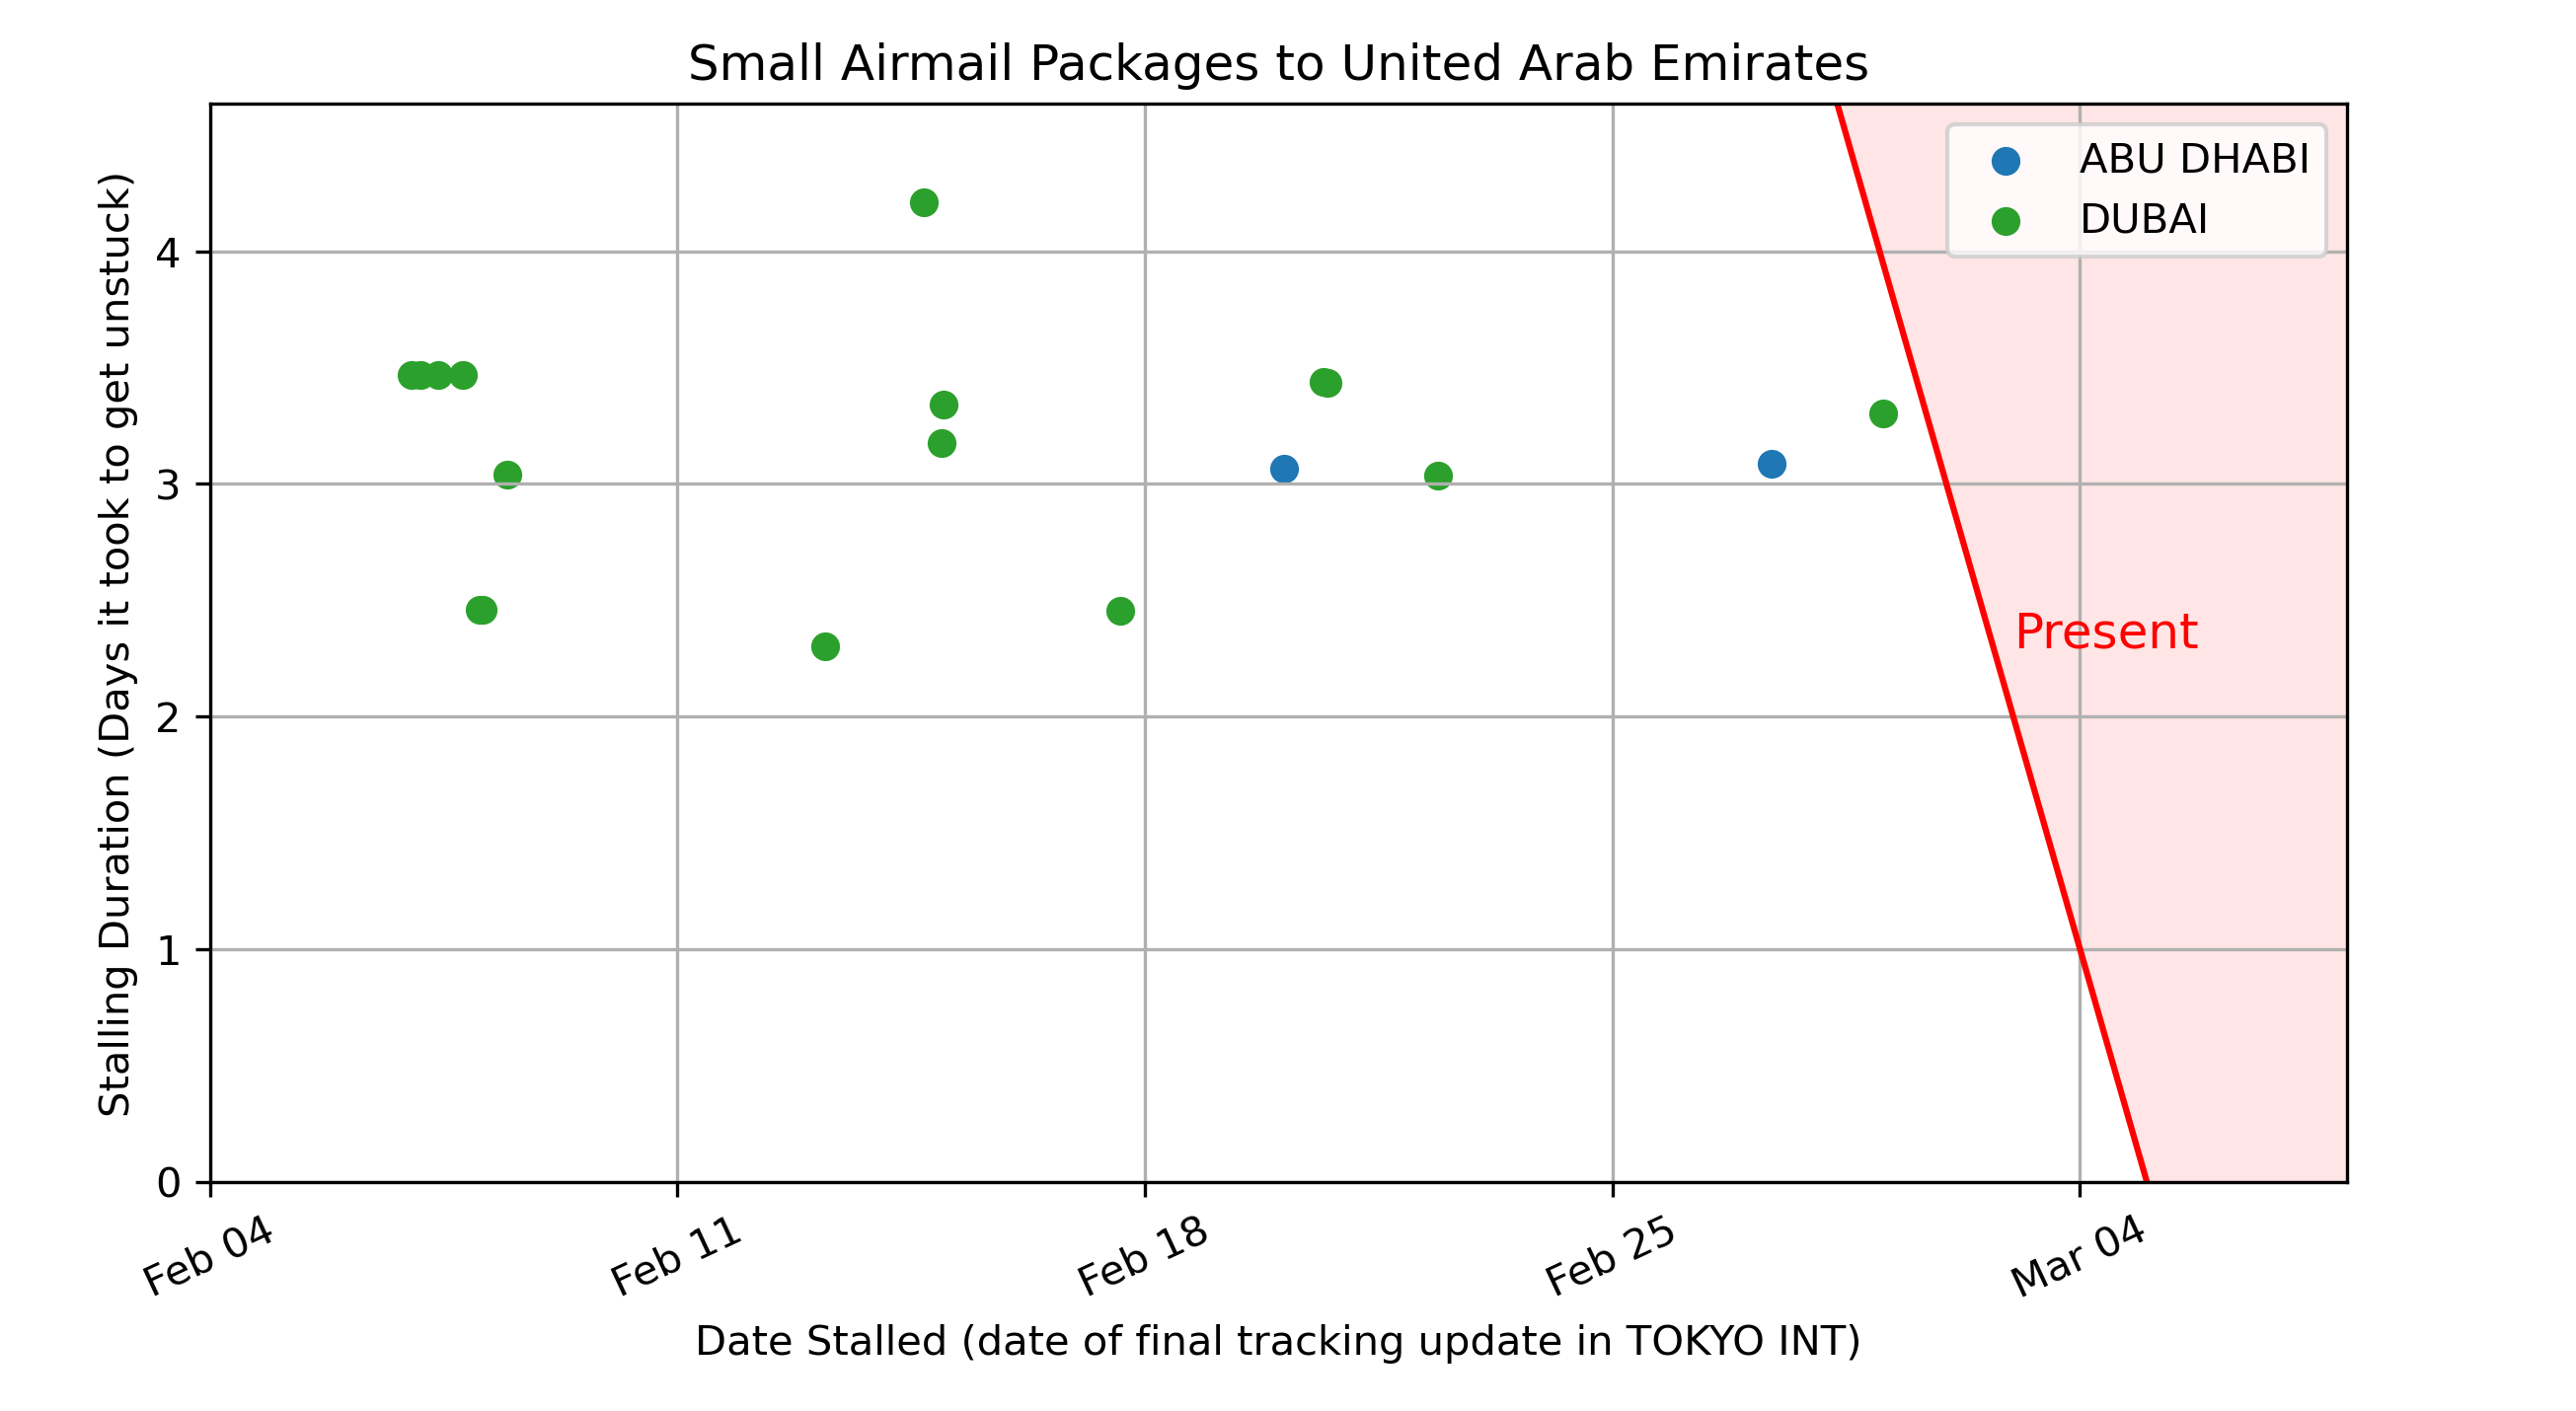 Small Airmail Packages to United Arab Emirates
Stalling Duration (Days it took to get unstuck)
4
3
2
1
0
ABU DHABI
DUBAI
Present
Feb 04
Feb 11
Feb 18
Feb 25
Mar 04
Date Stalled (date of final tracking update in TOKYO INT)